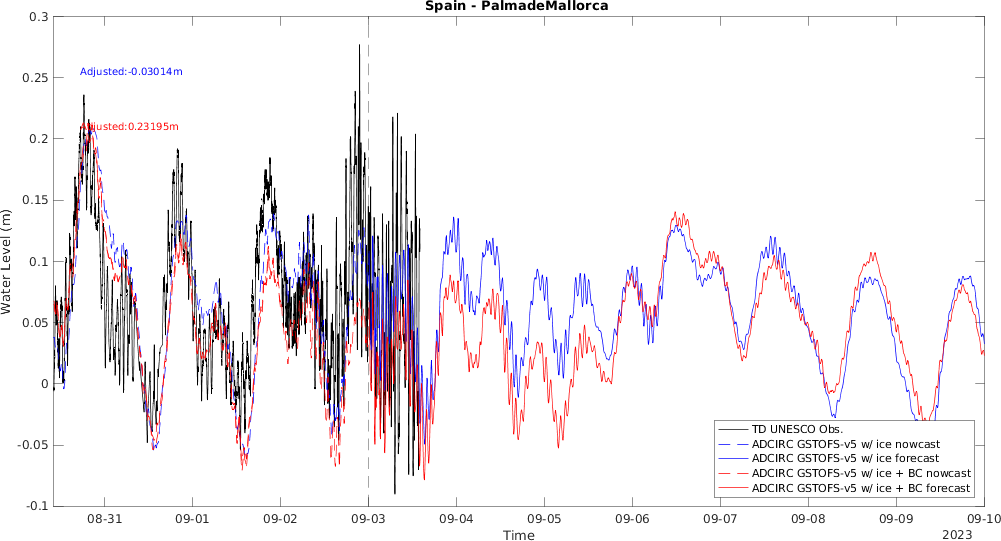 Spain - PalmadeMallorca
0.3
0.25
0.2
0.15
0.1
0.05
0
-0.05
-0.1
Water Level (m)
Adjusted:-0.03014m
Adjusted:0.23195m
TD UNESCO Obs.
ADCIRC GSTOFS-v5 w/ ice nowcast
ADCIRC GSTOFS-v5 w/ ice forecast
ADCIRC GSTOFS-v5 w/ ice + BC nowcast
ADCIRC GSTOFS-v5 w/ ice + BC forecast
08-31 09-01 09-02 09-03 09-04 09-05 09-06 09-07 09-08 09-09 09-10
Time
2023